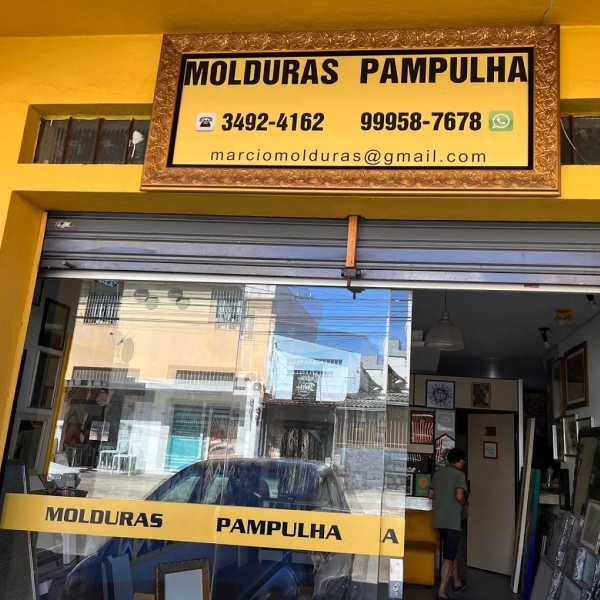 MOLDURAS PAMPULHA
3492-4162 99958-7678
marciomolduras@gmail.com
MOLDURAS PAMPULHA A